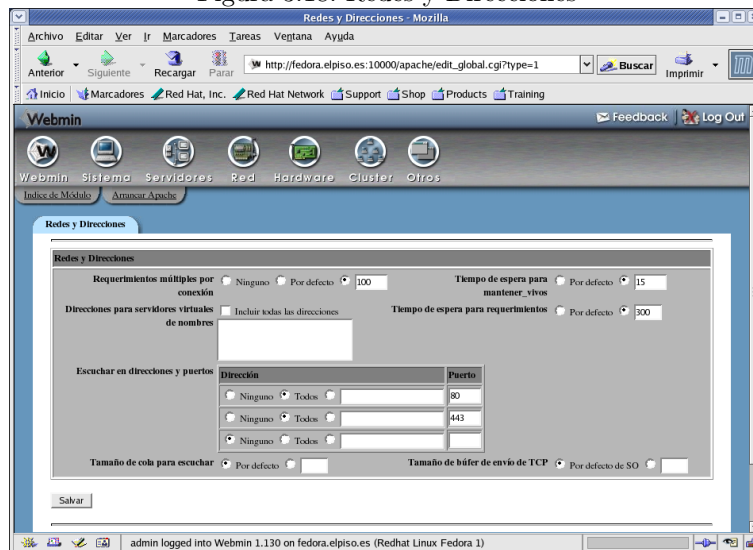 Redes y Direcciones - Mozilla
Archivo Editar Ver Ir Marcadores Tareas Ventana Ayuda
Anterior Siguiente Recargar Parar http://fedora.elpiso.es:10000/apache/edit_global.cgi?type=1 Buscar Imprimir
Inicio Marcadores Red Hat, Inc. Red Hat Network Support Shop Products Training
Webmin Feedback Log Out
Webmin Sistema Servidores Red Hardware Cluster Otros
Indice de Módulo Arrancar Apache
Redes y Direcciones
Redes y Direcciones
Requerimientos múltiples por conexión Ninguno Por defecto 100 Tiempo de espera para mantener_vivos Por defecto 15
Direcciones para servidores virtuales de nombres Incluir todas las direcciones Tiempo de espera para requerimientos Por defecto 300
Escuchar en direcciones y puertos Dirección Puerto
Ninguno Todos 80
Ninguno Todos 443
Ninguno Todos
Tamaño de cola para escuchar Por defecto Tamaño de búfer de envío de TCP Por defecto de SO
Salvar
admin logged into Webmin 1.130 on fedora.elpiso.es (Redhat Linux Fedora 1)